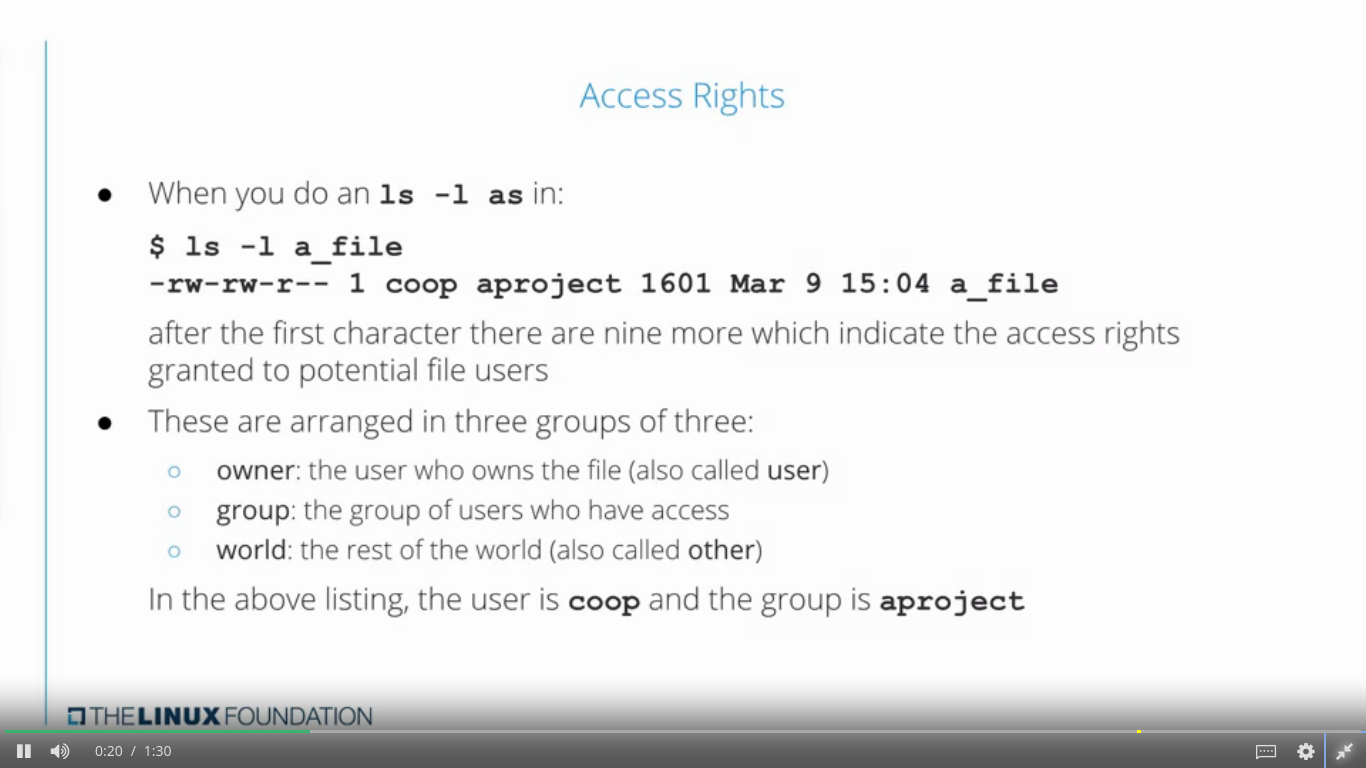 Access Rights
● When you do an ls -l as in:
$ ls -l a_file
-rw-rw-r-- 1 coop aproject 1601 Mar 9 15:04 a_file
after the first character there are nine more which indicate the access rights
granted to potential file users
● These are arranged in three groups of three:
○ owner: the user who owns the file (also called user)
○ group: the group of users who have access
○ world: the rest of the world (also called other)
In the above listing, the user is coop and the group is aproject
THE LINUX FOUNDATION
0:20 / 1:30